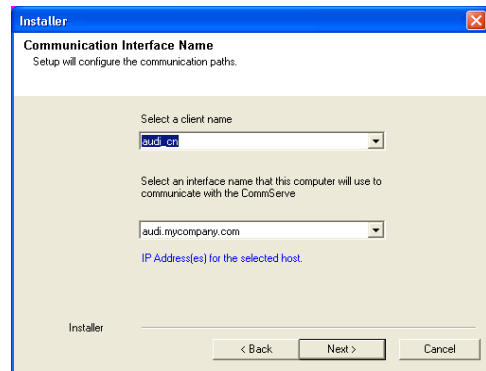 Installer
Communication Interface Name
Setup will configure the communication paths.
Select a client name
audi_cn
Select an interface name that this computer will use to
communicate with the CommServe
audi.mycompany.com
IP Address(es) for the selected host.
Installer
< Back
Next >
Cancel